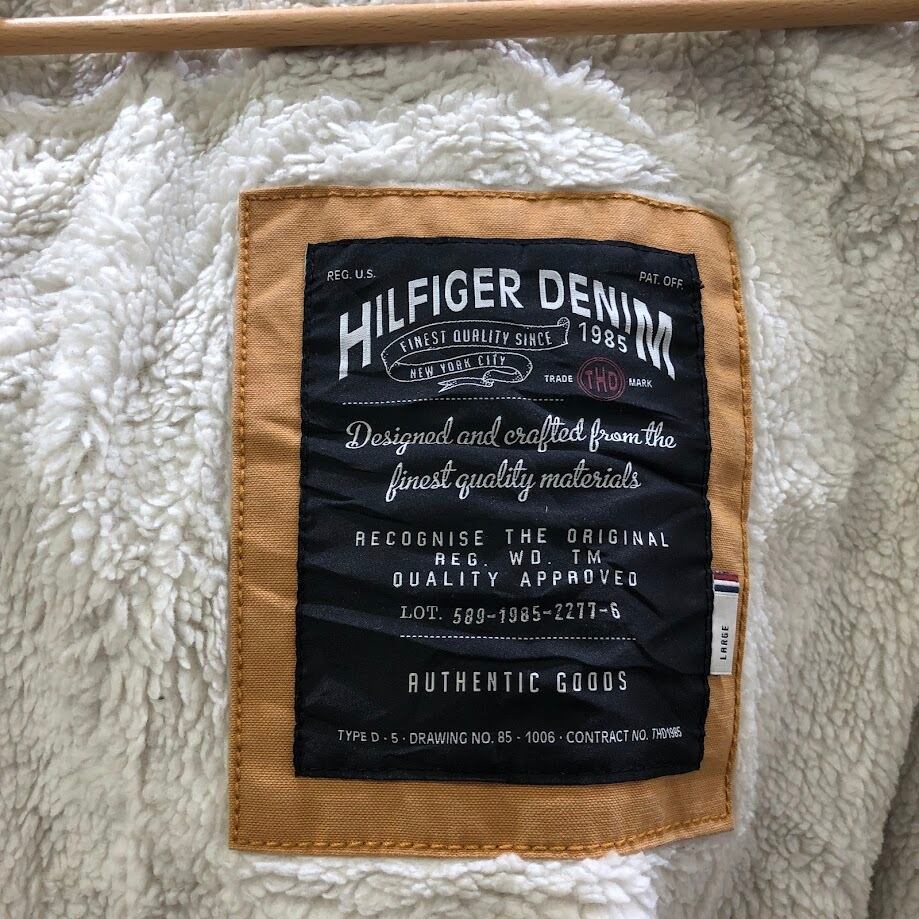 REG. U.S. PAT. OFF.
HILFIGER DENIM
FINEST QUALITY SINCE 1985
NEW YORK CITY
TRADE THD MARK
Designed and crafted from the
finest quality materials
RECOGNISE THE ORIGINAL
REG. WD. TM
QUALITY APPROVED
LOT. 589-1985-2277-6
LARGE
AUTHENTIC GOODS
TYPE D - 5 · DRAWING NO. 85 - 1006 · CONTRACT NO. THD1985